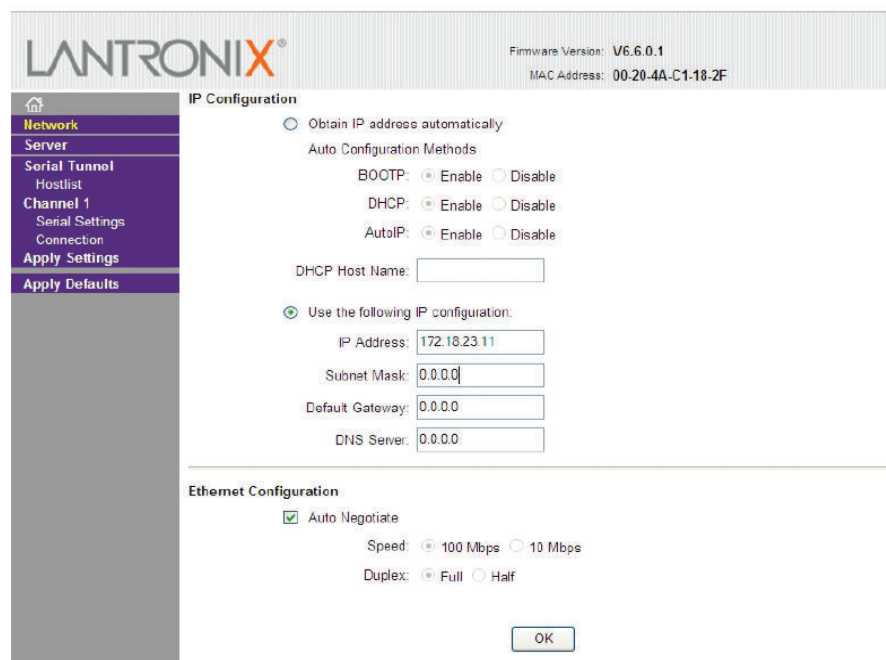 LANTRONIX®
Firmware Version: V6.6.0.1
MAC Address: 00-20-4A-C1-18-2F
Network
Server
Serial Tunnel
Hostlist
Channel 1
Serial Settings
Connection
Apply Settings
Apply Defaults
IP Configuration
Obtain IP address automatically
Auto Configuration Methods
BOOTP: Enable Disable
DHCP: Enable Disable
AutoIP: Enable Disable
DHCP Host Name:
Use the following IP configuration:
IP Address: 172.18.23.11
Subnet Mask: 0.0.0.0
Default Gateway: 0.0.0.0
DNS Server: 0.0.0.0
Ethernet Configuration
Auto Negotiate
Speed: 100 Mbps 10 Mbps
Duplex: Full Half
OK